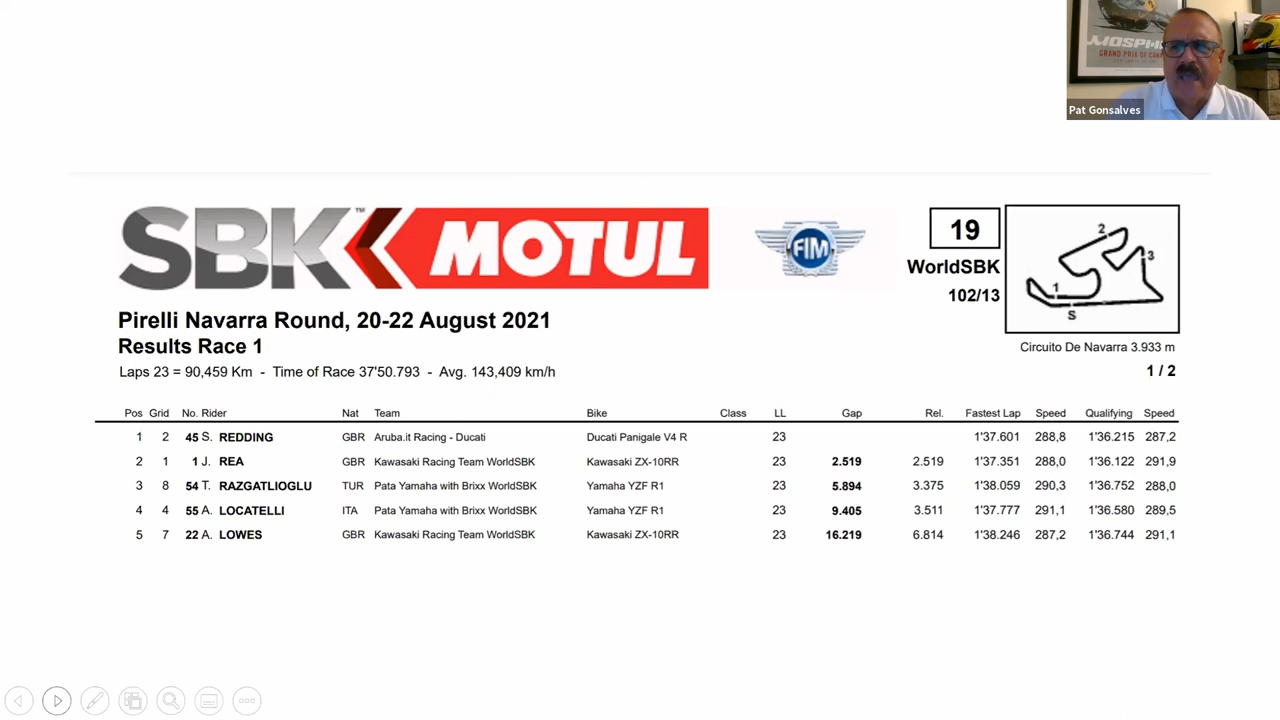 MOSPH
GRAND PRIX OF CANA
Pat Gonsalves
SBK™ MOTUL
FIM
19
WorldSBK
102/13
1
2
3
S
Circuito De Navarra 3.933 m
1 / 2
Pirelli Navarra Round, 20-22 August 2021
Results Race 1
Laps 23 = 90,459 Km - Time of Race 37'50.793 - Avg. 143,409 km/h
Pos Grid No. Rider Nat Team Bike Class LL Gap Rel. Fastest Lap Speed Qualifying Speed
1 2 45 S. REDDING GBR Aruba.it Racing - Ducati Ducati Panigale V4 R 23 1'37.601 288,8 1'36.215 287,2
2 1 1 J. REA GBR Kawasaki Racing Team WorldSBK Kawasaki ZX-10RR 23 2.519 2.519 1'37.351 288,0 1'36.122 291,9
3 8 54 T. RAZGATLIOGLU TUR Pata Yamaha with Brixx WorldSBK Yamaha YZF R1 23 5.894 3.375 1'38.059 290,3 1'36.752 288,0
4 4 55 A. LOCATELLI ITA Pata Yamaha with Brixx WorldSBK Yamaha YZF R1 23 9.405 3.511 1'37.777 291,1 1'36.580 289,5
5 7 22 A. LOWES GBR Kawasaki Racing Team WorldSBK Kawasaki ZX-10RR 23 16.219 6.814 1'38.246 287,2 1'36.744 291,1